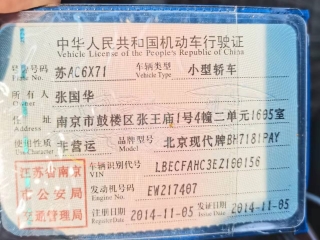 中华人民共和国机动车行驶证
Vehicle License of the People's Republic of China
号牌号码 苏AC6X71 车辆类型 小型轿车
Plate No. Vehicle Type
所有人 张国华
Owner
住址 南京市鼓楼区张王庙1号4幢二单元1605室
Address
使用性质 非营运 品牌型号 北京现代牌BH7181PAY
Use Character Model
江苏省南京市公安局交通管理局
车辆识别代号 LBECFAHC3EZ100156
VIN
发动机号码 EW217407
Engine No.
注册日期 2014-11-05 发证日期 2014-11-05
Register Date Issue Date